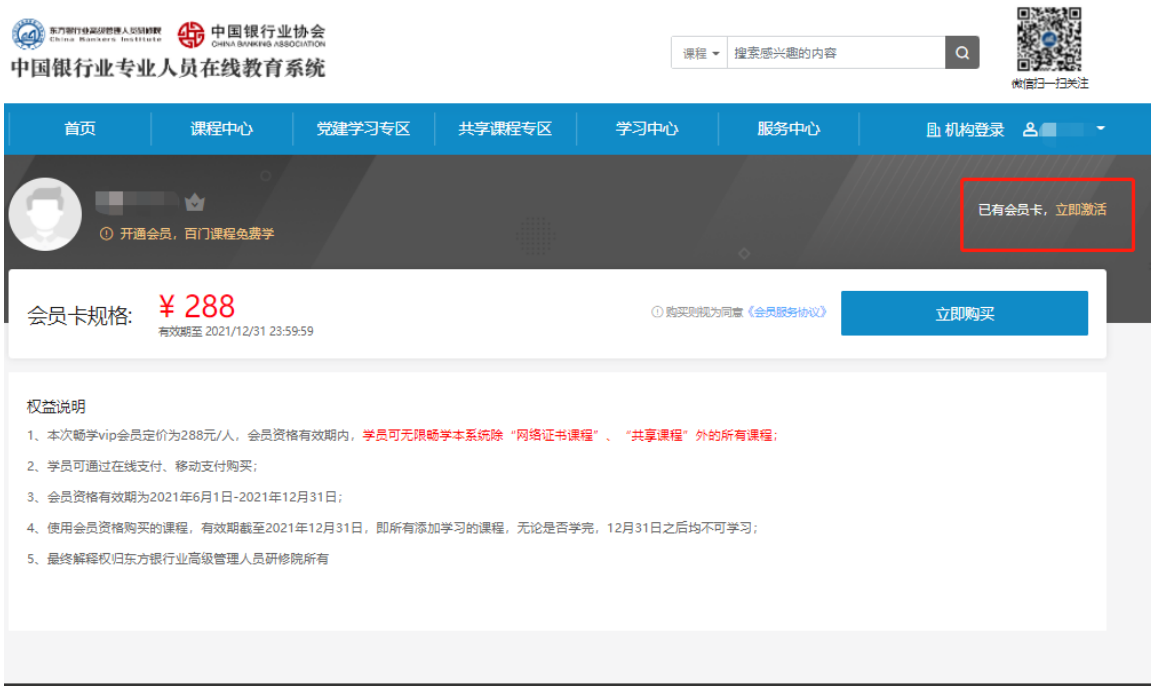 东方银行业高级管理人员研修院
China Bankers Institute
中国银行业协会
CHINA BANKING ASSOCIATION
中国银行业专业人员在线教育系统
课程
搜索感兴趣的内容
微信扫一扫关注
首页
课程中心
党建学习专区
共享课程专区
学习中心
服务中心
机构登录
开通会员，百门课程免费学
已有会员卡，立即激活
会员卡规格:
¥ 288
有效期至 2021/12/31 23:59:59
购买则视为同意《会员服务协议》
立即购买
权益说明
1、本次畅学vip会员定价为288元/人，会员资格有效期内，学员可无限畅学本系统除“网络证书课程”、“共享课程”外的所有课程；
2、学员可通过在线支付、移动支付购买；
3、会员资格有效期为2021年6月1日-2021年12月31日；
4、使用会员资格购买的课程，有效期截至2021年12月31日，即所有添加学习的课程，无论是否学完，12月31日之后均不可学习；
5、最终解释权归东方银行业高级管理人员研修院所有